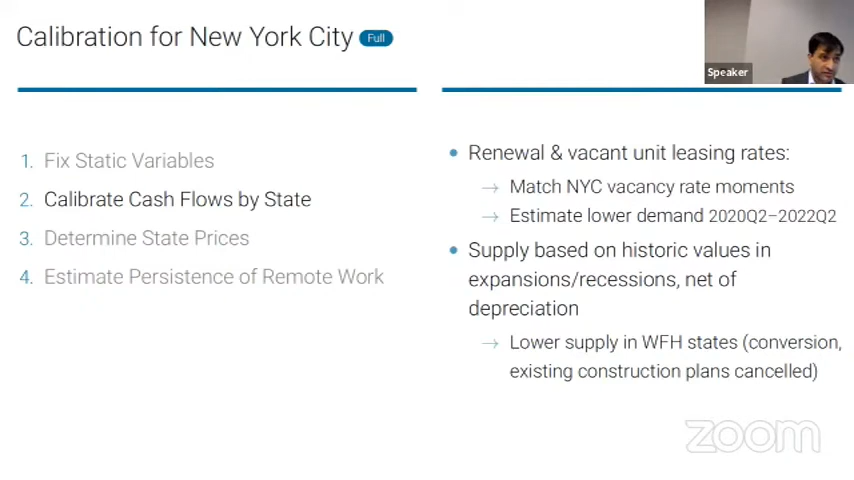 Calibration for New York City Full
Speaker
1. Fix Static Variables
2. Calibrate Cash Flows by State
3. Determine State Prices
4. Estimate Persistence of Remote Work
• Renewal & vacant unit leasing rates:
→ Match NYC vacancy rate moments
→ Estimate lower demand 2020Q2–2022Q2
• Supply based on historic values in
expansions/recessions, net of
depreciation
→ Lower supply in WFH states (conversion,
existing construction plans cancelled)
zoom